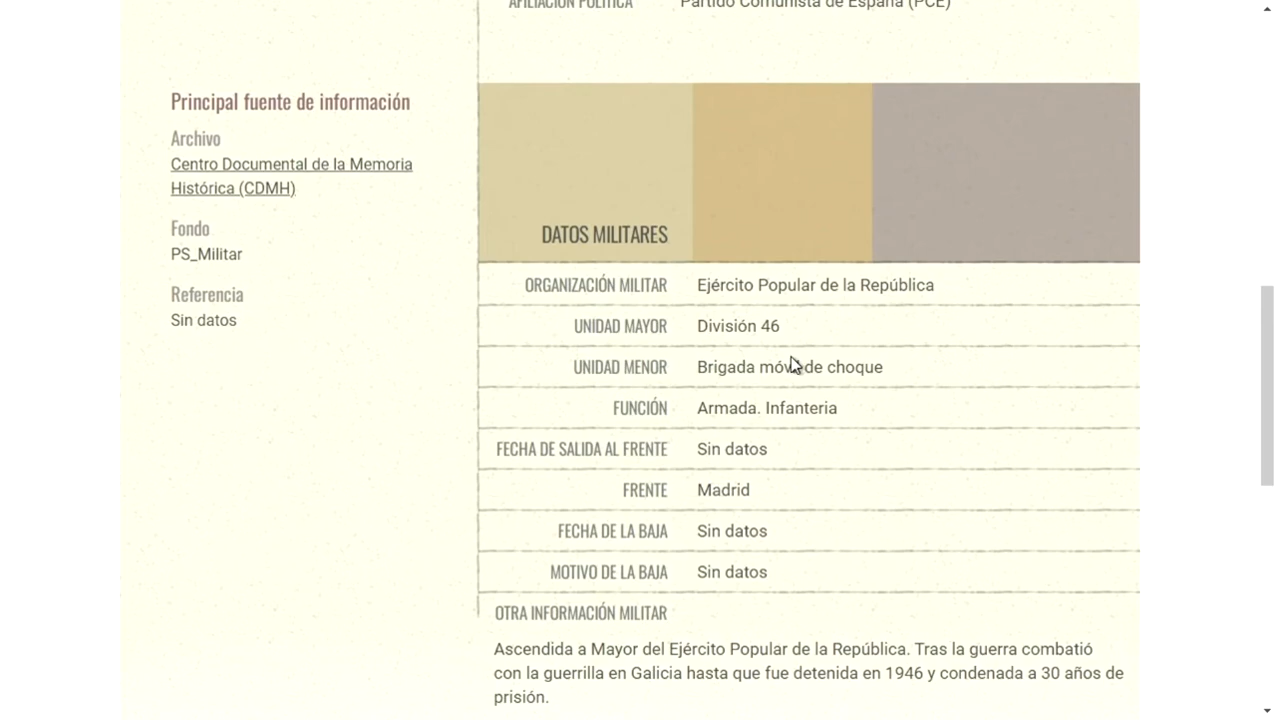 AFILIACIÓN POLÍTICA Partido Comunista de España (PCE)
Principal fuente de información
Archivo
Centro Documental de la Memoria
Histórica (CDMH)
Fondo
PS_Militar
Referencia
Sin datos
DATOS MILITARES
ORGANIZACIÓN MILITAR Ejército Popular de la República
UNIDAD MAYOR División 46
UNIDAD MENOR Brigada móvil de choque
FUNCIÓN Armada. Infanteria
FECHA DE SALIDA AL FRENTE Sin datos
FRENTE Madrid
FECHA DE LA BAJA Sin datos
MOTIVO DE LA BAJA Sin datos
OTRA INFORMACIÓN MILITAR
Ascendida a Mayor del Ejército Popular de la República. Tras la guerra combatió
con la guerrilla en Galicia hasta que fue detenida en 1946 y condenada a 30 años de
prisión.